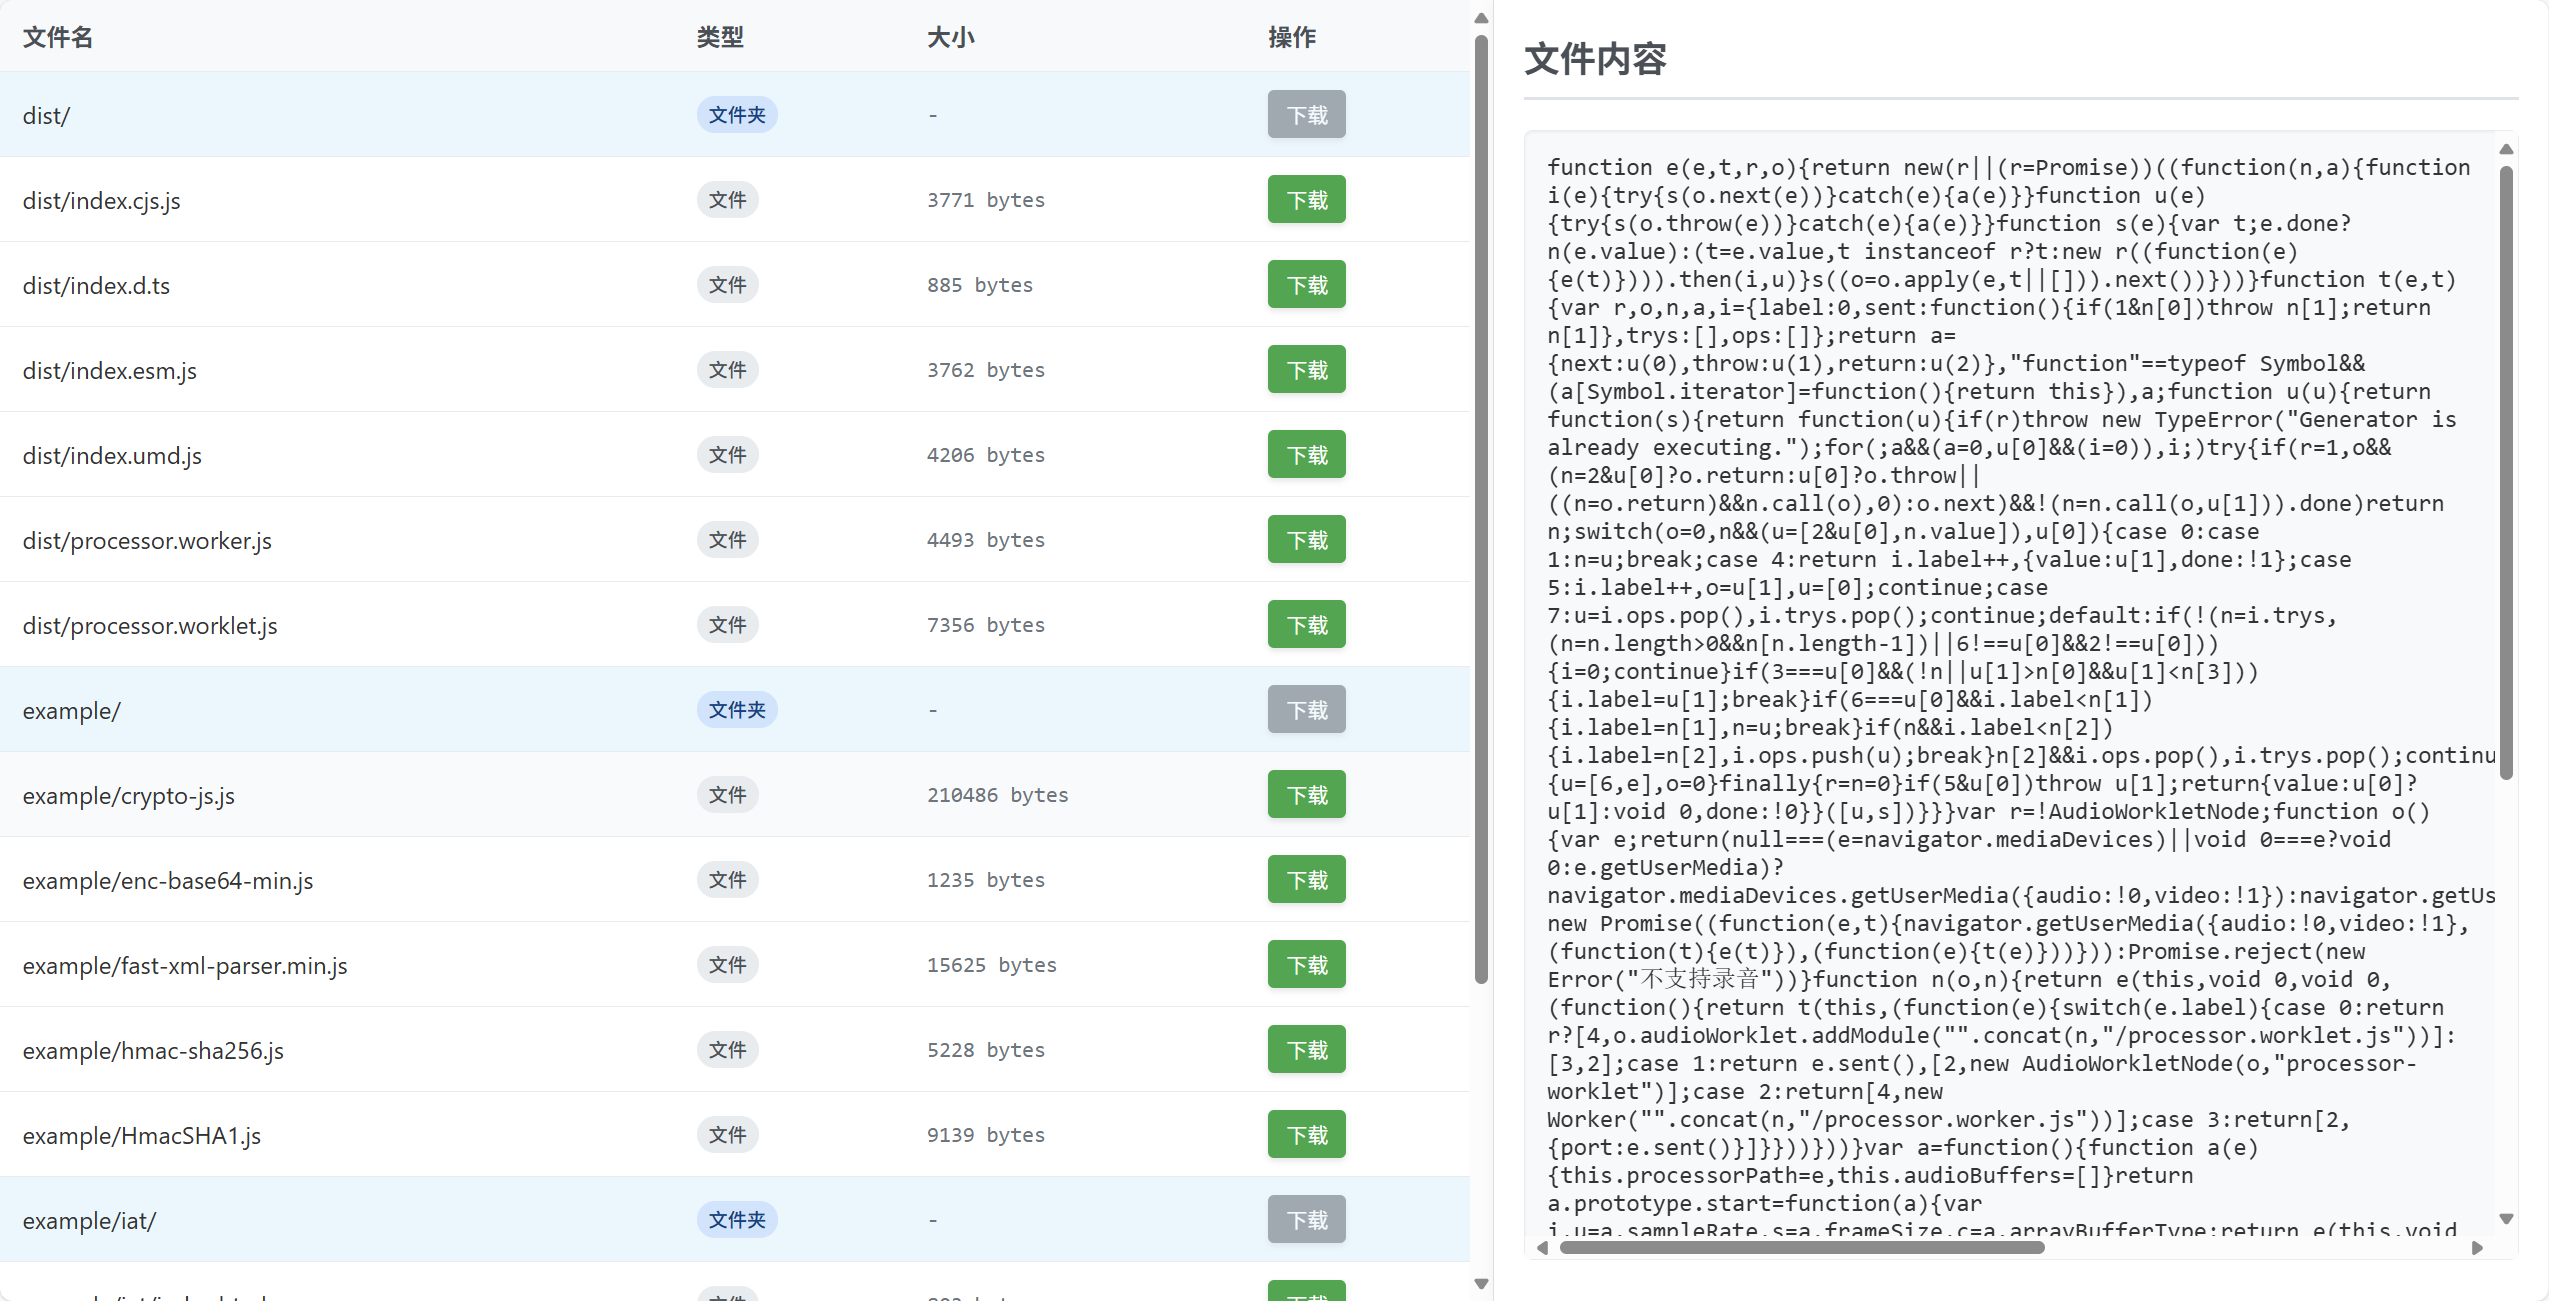 文件名 类型 大小 操作
dist/ 文件夹 - 下载
dist/index.cjs.js 文件 3771 bytes 下载
dist/index.d.ts 文件 885 bytes 下载
dist/index.esm.js 文件 3762 bytes 下载
dist/index.umd.js 文件 4206 bytes 下载
dist/processor.worker.js 文件 4493 bytes 下载
dist/processor.worklet.js 文件 7356 bytes 下载
example/ 文件夹 - 下载
example/crypto-js.js 文件 210486 bytes 下载
example/enc-base64-min.js 文件 1235 bytes 下载
example/fast-xml-parser.min.js 文件 15625 bytes 下载
example/hmac-sha256.js 文件 5228 bytes 下载
example/HmacSHA1.js 文件 9139 bytes 下载
example/iat/ 文件夹 - 下载
文件内容
function e(e,t,r,o){return new(r||(r=Promise))((function(n,a){function
i(e){try{s(o.next(e))}catch(e){a(e)}}function u(e)
{try{s(o.throw(e))}catch(e){a(e)}}function s(e){var t;e.done?
n(e.value):(t=e.value,t instanceof r?t:new r((function(e)
{e(t)}))).then(i,u)}s((o=o.apply(e,t||[])).next())}))}function t(e,t)
{var r,o,n,a,i={label:0,sent:function(){if(1&n[0])throw n[1];return
n[1]},trys:[],ops:[]};return a=
{next:u(0),throw:u(1),return:u(2)},"function"==typeof Symbol&&
(a[Symbol.iterator]=function(){return this}),a;function u(u){return
function(s){return function(u){if(r)throw new TypeError("Generator is
already executing.");for(;a&&(a=0,u[0]&&(i=0)),i;)try{if(r=1,o&&
(n=2&u[0]?o.return:u[0]?o.throw||
((n=o.return)&&n.call(o),0):o.next)&&!(n=n.call(o,u[1])).done)return
n;switch(o=0,n&&(u=[2&u[0],n.value]),u[0]){case 0:case
1:n=u;break;case 4:return i.label++,{value:u[1],done:!1};case
5:i.label++,o=u[1],u=[0];continue;case
7:u=i.ops.pop(),i.trys.pop();continue;default:if(!(n=i.trys,
(n=n.length>0&&n[n.length-1])||6!==u[0]&&2!==u[0]))
{i=0;continue}if(3===u[0]&&(!n||u[1]>n[0]&&u[1]<n[3]))
{i.label=u[1];break}if(6===u[0]&&i.label<n[1])
{i.label=n[1],n=u;break}if(n&&i.label<n[2])
{i.label=n[2],i.ops.push(u);break}n[2]&&i.ops.pop(),i.trys.pop();continu
{u=[6,e],o=0}finally{r=n=0}if(5&u[0])throw u[1];return{value:u[0]?
u[1]:void 0,done:!0}}([u,s])}}}var r=!AudioWorkletNode;function o()
{var e;return(null===(e=navigator.mediaDevices)||void 0===e?void
0:e.getUserMedia)?
navigator.mediaDevices.getUserMedia({audio:!0,video:!1}):navigator.getUs
new Promise((function(e,t){navigator.getUserMedia({audio:!0,video:!1},
(function(t){e(t)}),(function(e){t(e)}))})):Promise.reject(new
Error("不支持录音"))}function n(o,n){return e(this,void 0,void 0,
(function(){return t(this,(function(e){switch(e.label){case 0:return
r?[4,o.audioWorklet.addModule("".concat(n,"/processor.worklet.js"))]:
[3,2];case 1:return e.sent(),[2,new AudioWorkletNode(o,"processor-
worklet")];case 2:return[4,new
Worker("".concat(n,"/processor.worker.js"))];case 3:return[2,
{port:e.sent()}]}}))}))}var a=function(){function a(e)
{this.processorPath=e,this.audioBuffers=[]}return
a.prototype.start=function(a){var
i,u=a.sampleRate,s=a.frameSize,c=a.arrayBufferType;return e(this,void